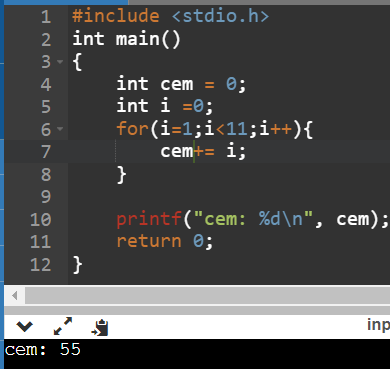 1 #include <stdio.h>
2 int main()
3 {
4 int cem = 0;
5 int i =0;
6 for(i=1;i<11;i++){
7 cem+= i;
8 }
9
10 printf("cem: %d\n", cem);
11 return 0;
12 }
inp
cem: 55